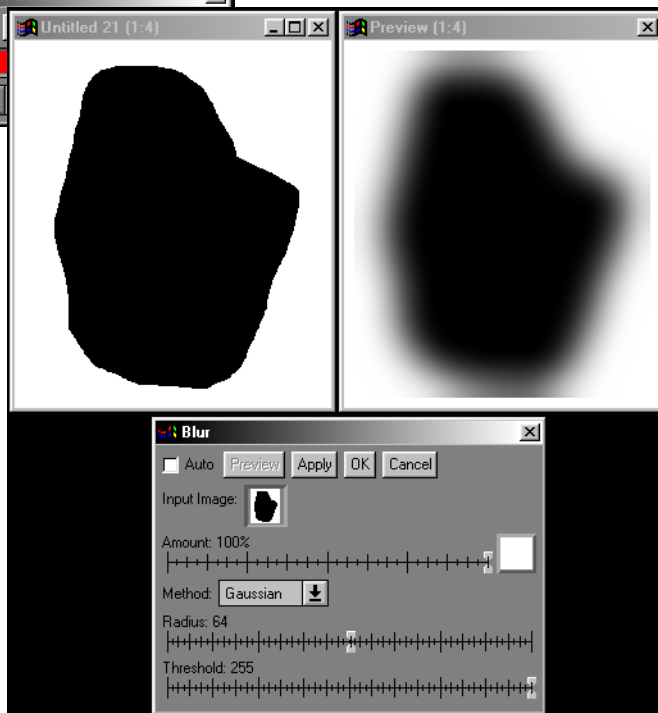 Untitled 21 (1:4)
Preview (1:4)
Blur
Auto Preview Apply OK Cancel
Input Image:
Amount: 100%
Method: Gaussian
Radius: 64
Threshold: 255